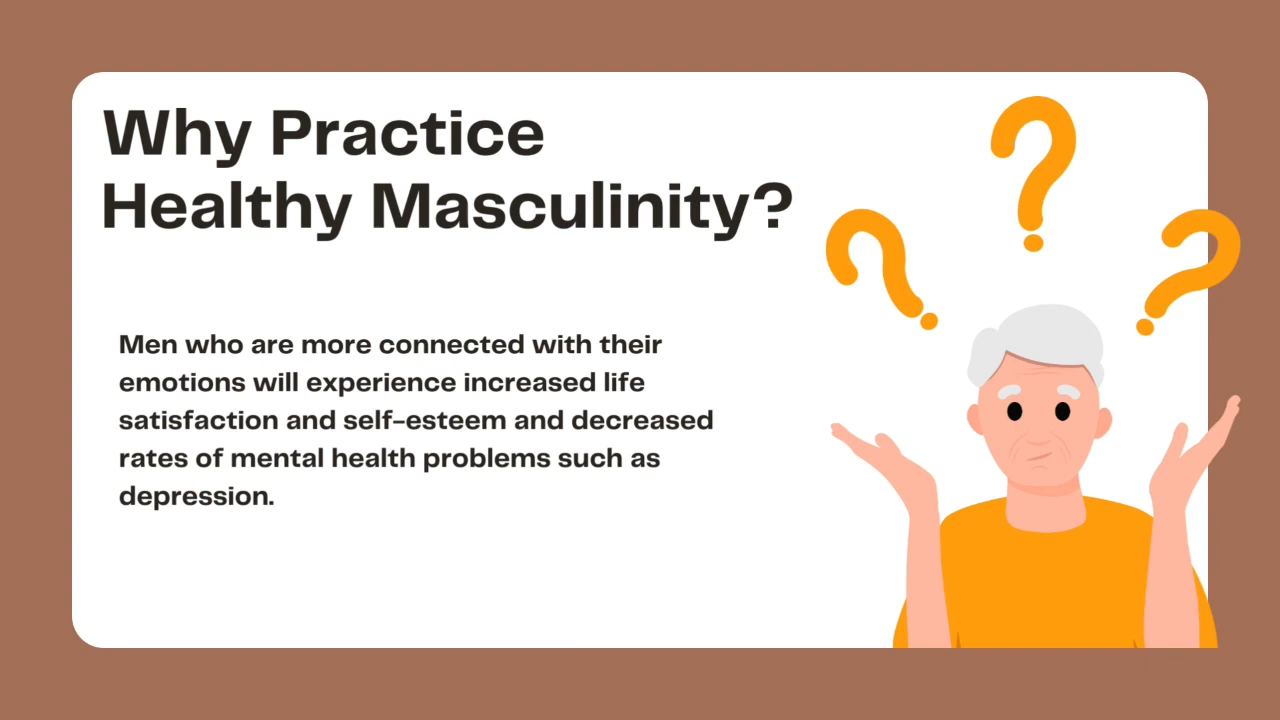 Why Practice
Healthy Masculinity?
Men who are more connected with their
emotions will experience increased life
satisfaction and self-esteem and decreased
rates of mental health problems such as
depression.